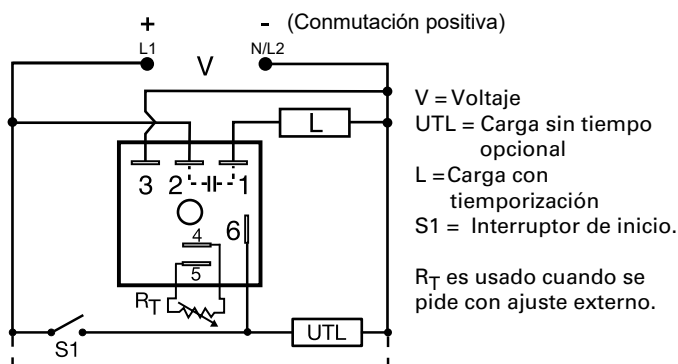 + - (Conmutación positiva)
L1 N/L2
V
L
3 2 1
4 6
5
RT
S1 UTL
V = Voltaje
UTL = Carga sin tiempo
opcional
L =Carga con
tiemporización
S1 = Interruptor de inicio.
RT es usado cuando se
pide con ajuste externo.